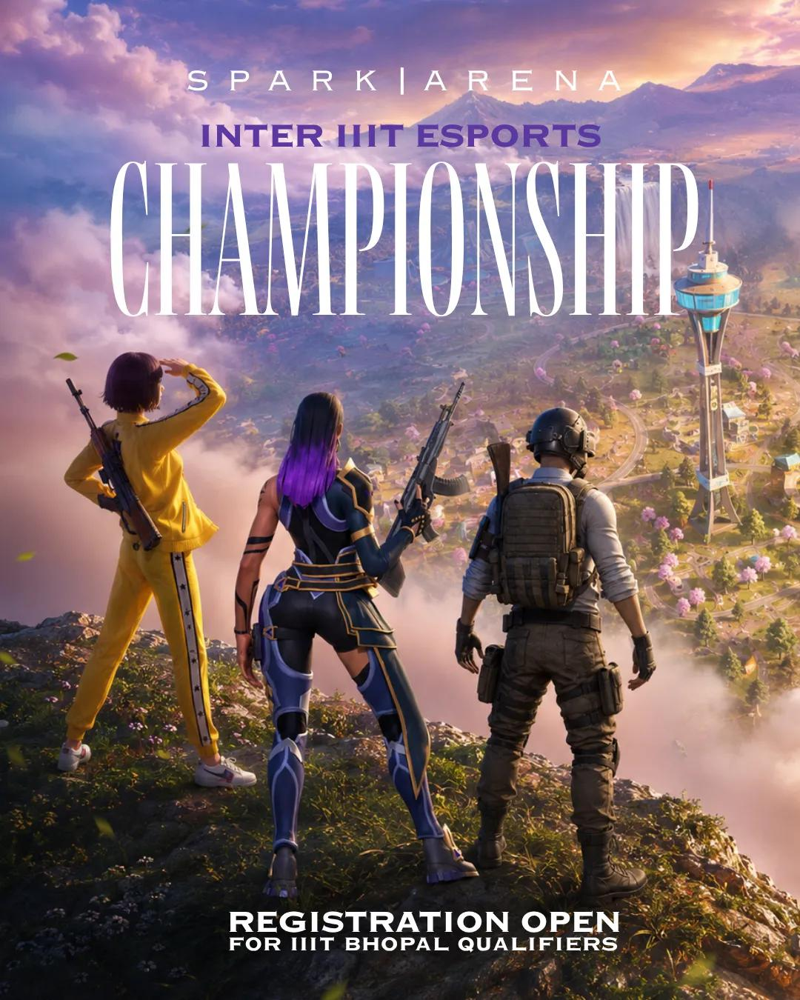 SPARK|ARENA
INTER IIIT ESPORTS
CHAMPIONSHIP
REGISTRATION OPEN
FOR IIIT BHOPAL QUALIFIERS